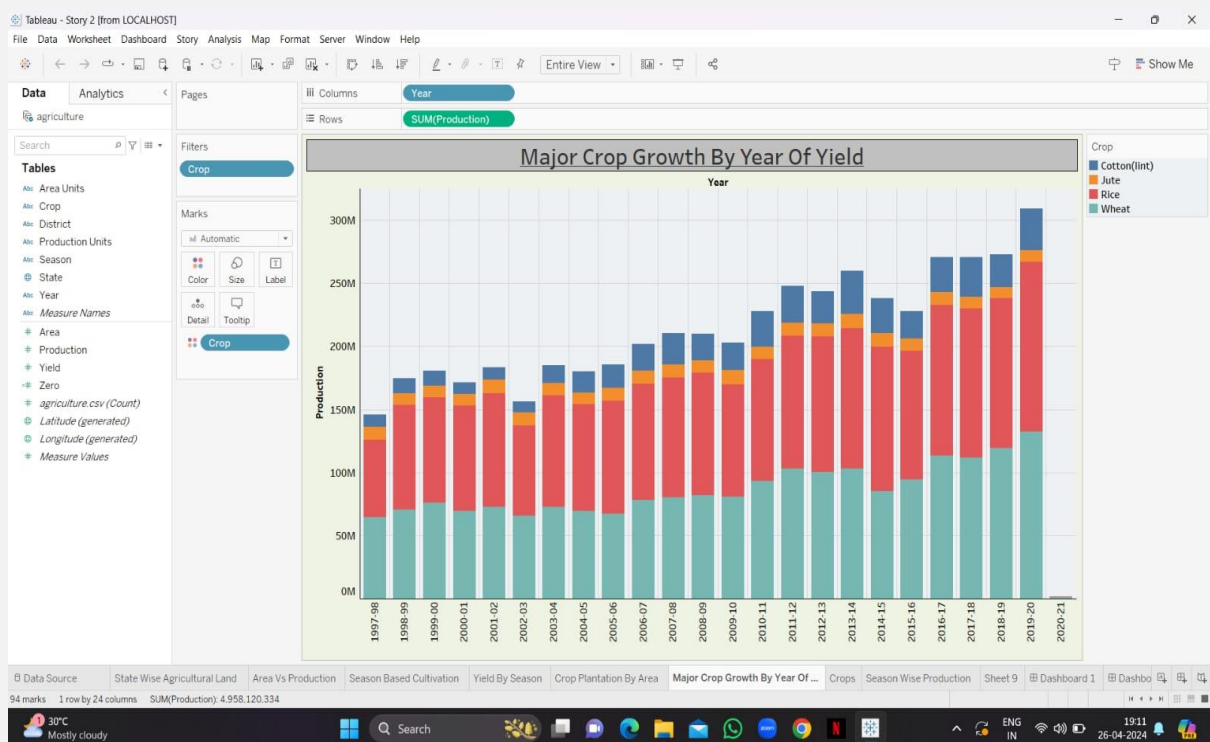 Tableau - Story 2 [from LOCALHOST]
File Data Worksheet Dashboard Story Analysis Map Format Server Window Help
Entire View
Show Me
Data Analytics
agriculture
Search
Tables
Abc Area Units
Abc Crop
Abc District
Abc Production Units
Abc Season
State
Abc Year
Abc Measure Names
# Area
# Production
# Yield
=# Zero
# agriculture.csv (Count)
Latitude (generated)
Longitude (generated)
# Measure Values
Pages
Filters
Crop
Marks
Automatic
Color Size Label
Detail Tooltip
Crop
Columns Year
Rows SUM(Production)
Major Crop Growth By Year Of Yield
Year
Production
300M
250M
200M
150M
100M
50M
0M
1997-98
1998-99
1999-00
2000-01
2001-02
2002-03
2003-04
2004-05
2005-06
2006-07
2007-08
2008-09
2009-10
2010-11
2011-12
2012-13
2013-14
2014-15
2015-16
2016-17
2017-18
2018-19
2019-20
2020-21
Crop
Cotton(lint)
Jute
Rice
Wheat
Data Source State Wise Agricultural Land Area Vs Production Season Based Cultivation Yield By Season Crop Plantation By Area Major Crop Growth By Year Of ... Crops Season Wise Production Sheet 9 Dashboard 1 Dashbo
94 marks 1 row by 24 columns SUM(Production): 4.958.120.334
1
30°C
Mostly cloudy
Search
zoom
N
ENG
IN
19:11
26-04-2024
PRE